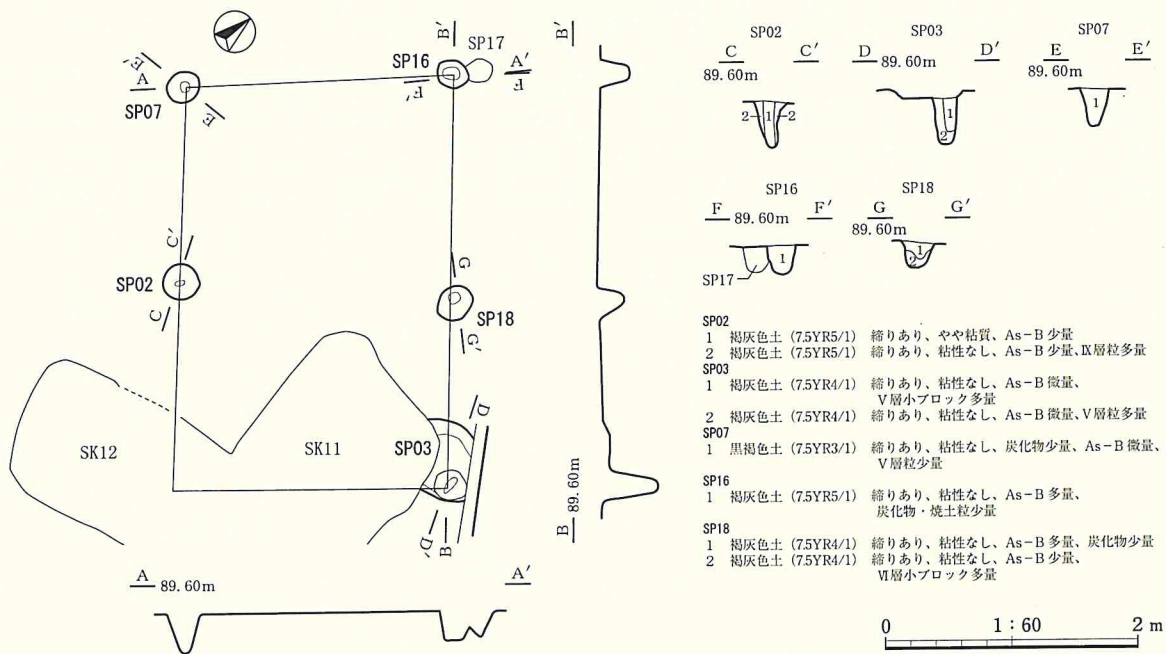 B'
SP17
SP16
A'
F
F'
E'
A
E
SP07
C'
SP02
C
G
SP18
G'
D
SP03
SK12
SK11
D'
B
A 89.60m
A'
B'
B 89.60m
SP02
C C'
89.60m
2 1 2
SP03
D 89.60m D'
1
2
SP07
E E'
89.60m
1
SP16
F 89.60m F'
1
SP17
SP18
G G'
89.60m
1
2
SP02
1 褐灰色土 (7.5YR5/1) 締りあり、やや粘質、As-B 少量
2 褐灰色土 (7.5YR5/1) 締りあり、粘性なし、As-B 少量、Ⅸ層粒多量
SP03
1 褐灰色土 (7.5YR4/1) 締りあり、粘性なし、As-B 微量、
Ⅴ層小ブロック多量
2 褐灰色土 (7.5YR4/1) 締りあり、粘性なし、As-B 微量、Ⅴ層粒多量
SP07
1 黒褐色土 (7.5YR3/1) 締りあり、粘性なし、炭化物少量、As-B 微量、
Ⅴ層粒少量
SP16
1 褐灰色土 (7.5YR5/1) 締りあり、粘性なし、As-B 多量、
炭化物・焼土粒少量
SP18
1 褐灰色土 (7.5YR4/1) 締りあり、粘性なし、As-B 多量、炭化物少量
2 褐灰色土 (7.5YR4/1) 締りあり、粘性なし、As-B 少量、
Ⅵ層小ブロック多量
0 1:60 2 m